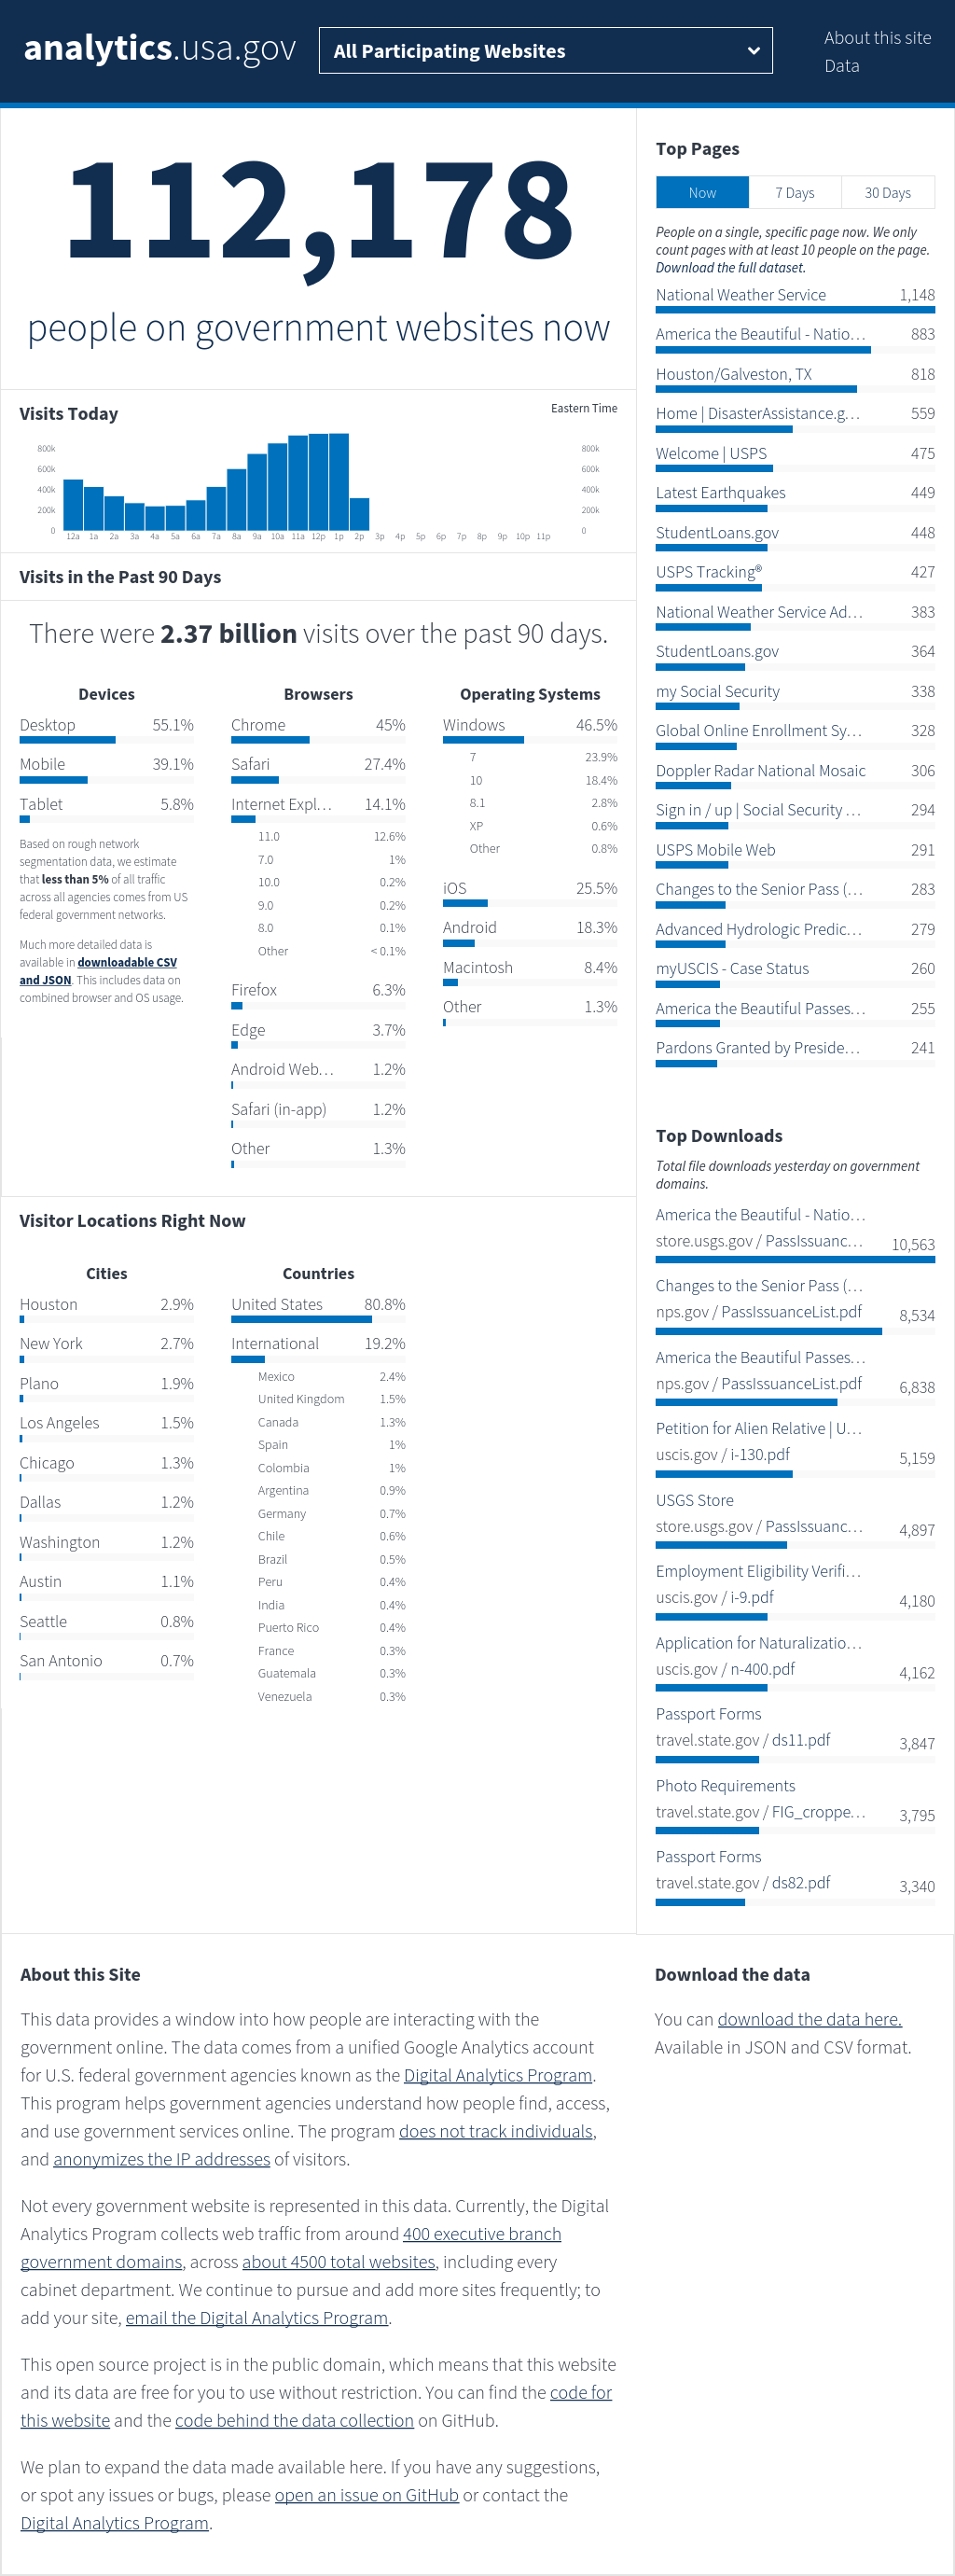 analytics.usa.gov
All Participating Websites
About this site
Data
112,178
people on government websites now
Visits Today
Eastern Time
800k 800k
600k 600k
400k 400k
200k 200k
0 0
12a 1a 2a 3a 4a 5a 6a 7a 8a 9a 10a 11a 12p 1p 2p 3p 4p 5p 6p 7p 8p 9p 10p 11p
Visits in the Past 90 Days
There were 2.37 billion visits over the past 90 days.
Devices
Desktop 55.1%
Mobile 39.1%
Tablet 5.8%
Based on rough network
segmentation data, we estimate
that less than 5% of all traffic
across all agencies comes from US
federal government networks.
Much more detailed data is
available in downloadable CSV
and JSON. This includes data on
combined browser and OS usage.
Browsers
Chrome 45%
Safari 27.4%
Internet Expl… 14.1%
11.0 12.6%
7.0 1%
10.0 0.2%
9.0 0.2%
8.0 0.1%
Other < 0.1%
Firefox 6.3%
Edge 3.7%
Android Web… 1.2%
Safari (in-app) 1.2%
Other 1.3%
Operating Systems
Windows 46.5%
7 23.9%
10 18.4%
8.1 2.8%
XP 0.6%
Other 0.8%
iOS 25.5%
Android 18.3%
Macintosh 8.4%
Other 1.3%
Visitor Locations Right Now
Cities
Houston 2.9%
New York 2.7%
Plano 1.9%
Los Angeles 1.5%
Chicago 1.3%
Dallas 1.2%
Washington 1.2%
Austin 1.1%
Seattle 0.8%
San Antonio 0.7%
Countries
United States 80.8%
International 19.2%
Mexico 2.4%
United Kingdom 1.5%
Canada 1.3%
Spain 1%
Colombia 1%
Argentina 0.9%
Germany 0.7%
Chile 0.6%
Brazil 0.5%
Peru 0.4%
India 0.4%
Puerto Rico 0.4%
France 0.3%
Guatemala 0.3%
Venezuela 0.3%
Top Pages
Now 7 Days 30 Days
People on a single, specific page now. We only
count pages with at least 10 people on the page.
Download the full dataset.
National Weather Service 1,148
America the Beautiful - Natio… 883
Houston/Galveston, TX 818
Home | DisasterAssistance.g… 559
Welcome | USPS 475
Latest Earthquakes 449
StudentLoans.gov 448
USPS Tracking® 427
National Weather Service Ad… 383
StudentLoans.gov 364
my Social Security 338
Global Online Enrollment Sy… 328
Doppler Radar National Mosaic 306
Sign in / up | Social Security … 294
USPS Mobile Web 291
Changes to the Senior Pass (… 283
Advanced Hydrologic Predic… 279
myUSCIS - Case Status 260
America the Beautiful Passes… 255
Pardons Granted by Preside… 241
Top Downloads
Total file downloads yesterday on government
domains.
America the Beautiful - Natio…
store.usgs.gov / PassIssuanc… 10,563
Changes to the Senior Pass (…
nps.gov / PassIssuanceList.pdf 8,534
America the Beautiful Passes…
nps.gov / PassIssuanceList.pdf 6,838
Petition for Alien Relative | U…
uscis.gov / i-130.pdf 5,159
USGS Store
store.usgs.gov / PassIssuanc… 4,897
Employment Eligibility Verifi…
uscis.gov / i-9.pdf 4,180
Application for Naturalizatio…
uscis.gov / n-400.pdf 4,162
Passport Forms
travel.state.gov / ds11.pdf 3,847
Photo Requirements
travel.state.gov / FIG_croppe… 3,795
Passport Forms
travel.state.gov / ds82.pdf 3,340
About this Site
This data provides a window into how people are interacting with the
government online. The data comes from a unified Google Analytics account
for U.S. federal government agencies known as the Digital Analytics Program.
This program helps government agencies understand how people find, access,
and use government services online. The program does not track individuals,
and anonymizes the IP addresses of visitors.
Not every government website is represented in this data. Currently, the Digital
Analytics Program collects web traffic from around 400 executive branch
government domains, across about 4500 total websites, including every
cabinet department. We continue to pursue and add more sites frequently; to
add your site, email the Digital Analytics Program.
This open source project is in the public domain, which means that this website
and its data are free for you to use without restriction. You can find the code for
this website and the code behind the data collection on GitHub.
We plan to expand the data made available here. If you have any suggestions,
or spot any issues or bugs, please open an issue on GitHub or contact the
Digital Analytics Program.
Download the data
You can download the data here.
Available in JSON and CSV format.